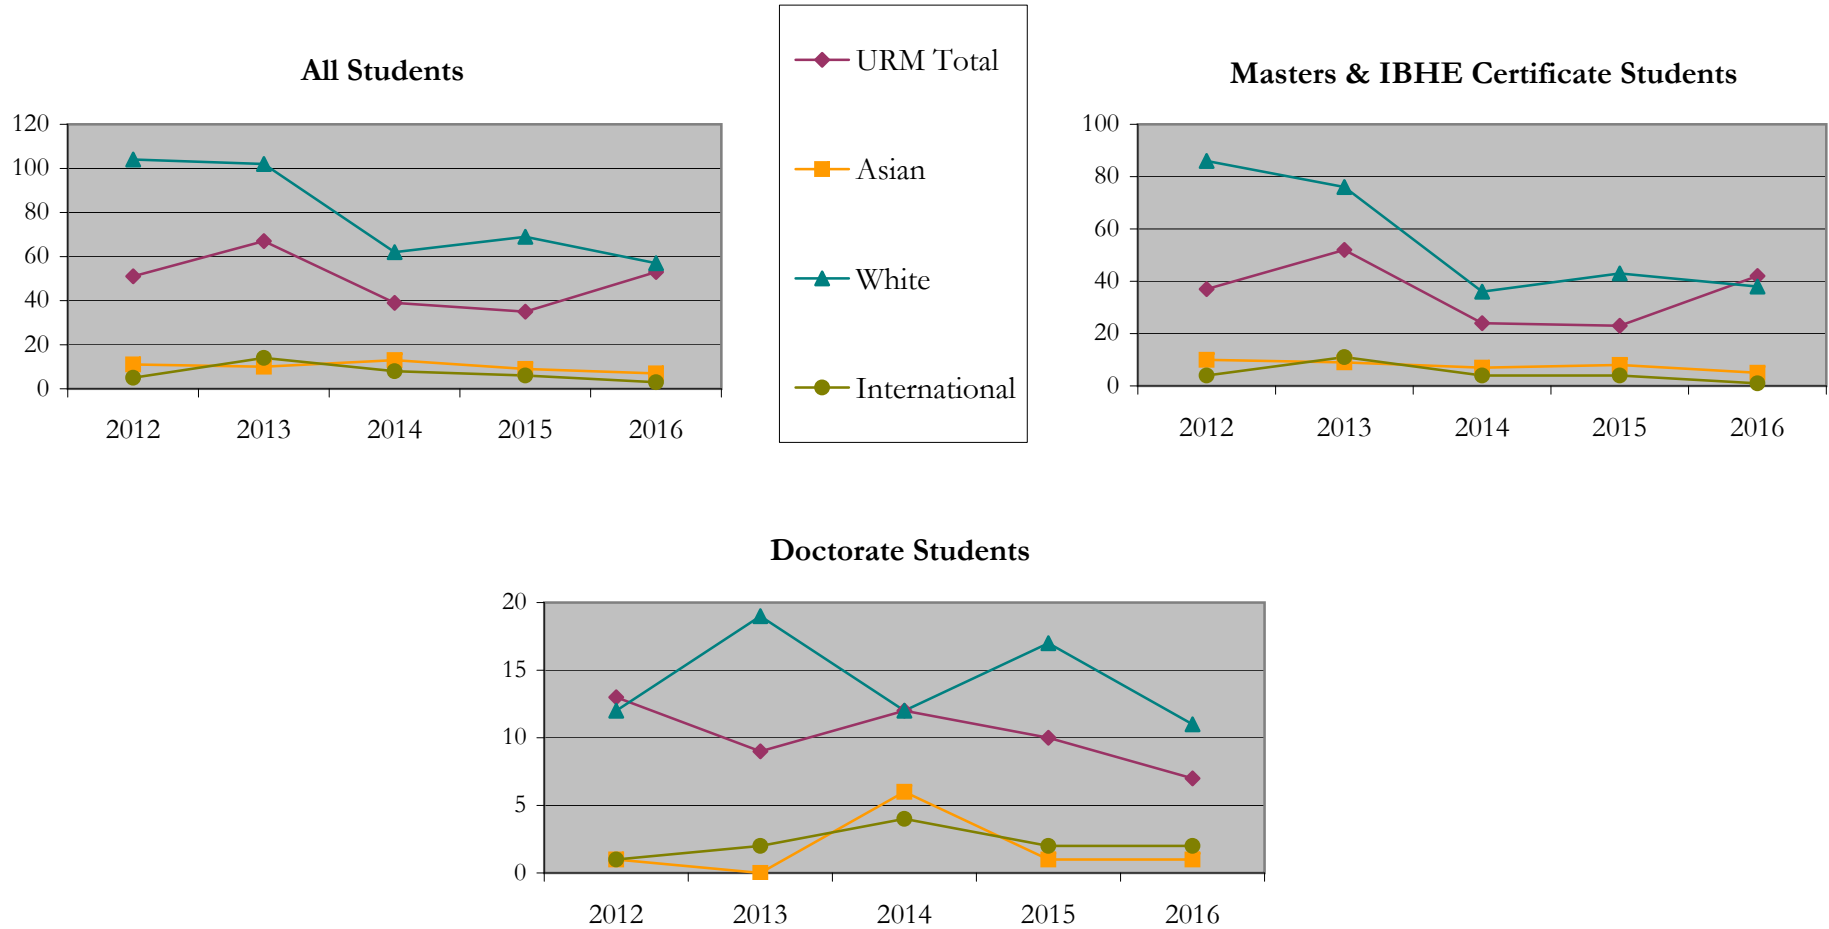 All Students
120
100
80
60
40
20
0
2012 2013 2014 2015 2016
URM Total
Asian
White
International
Masters & IBHE Certificate Students
100
80
60
40
20
0
2012 2013 2014 2015 2016
Doctorate Students
20
15
10
5
0
2012 2013 2014 2015 2016